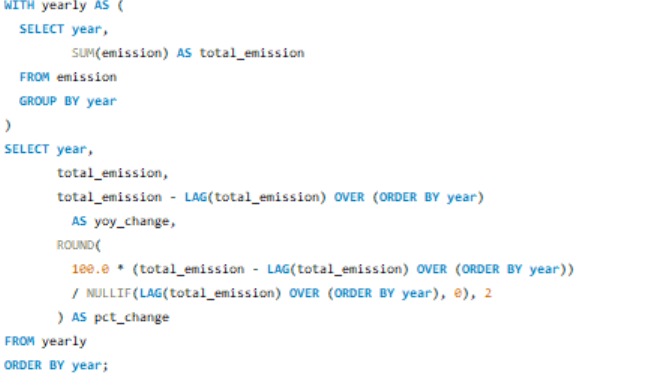 WITH yearly AS (
SELECT year,
SUM(emission) AS total_emission
FROM emission
GROUP BY year
)
SELECT year,
total_emission,
total_emission - LAG(total_emission) OVER (ORDER BY year)
AS yoy_change,
ROUND(
100.0 * (total_emission - LAG(total_emission) OVER (ORDER BY year))
/ NULLIF(LAG(total_emission) OVER (ORDER BY year), 0), 2
) AS pct_change
FROM yearly
ORDER BY year;